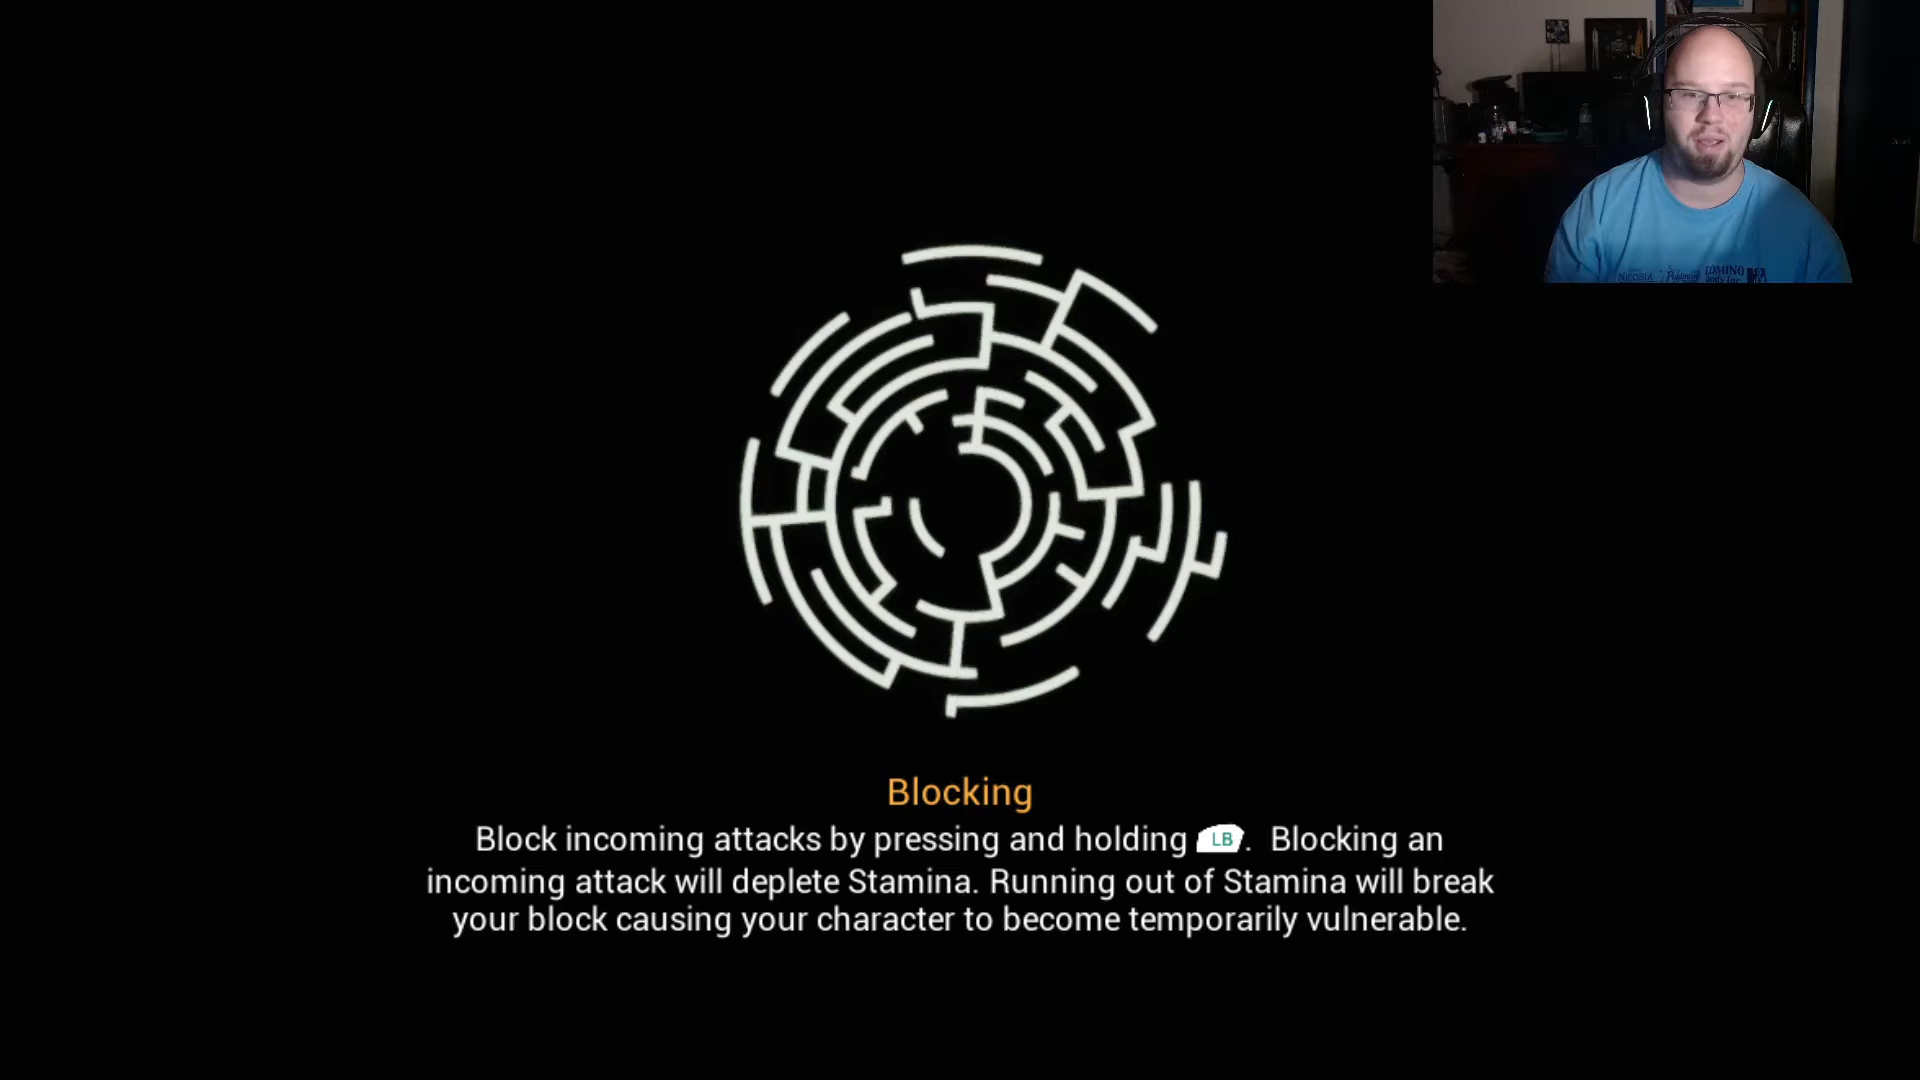 Blocking
Block incoming attacks by pressing and holding LB. Blocking an
incoming attack will deplete Stamina. Running out of Stamina will break
your block causing your character to become temporarily vulnerable.